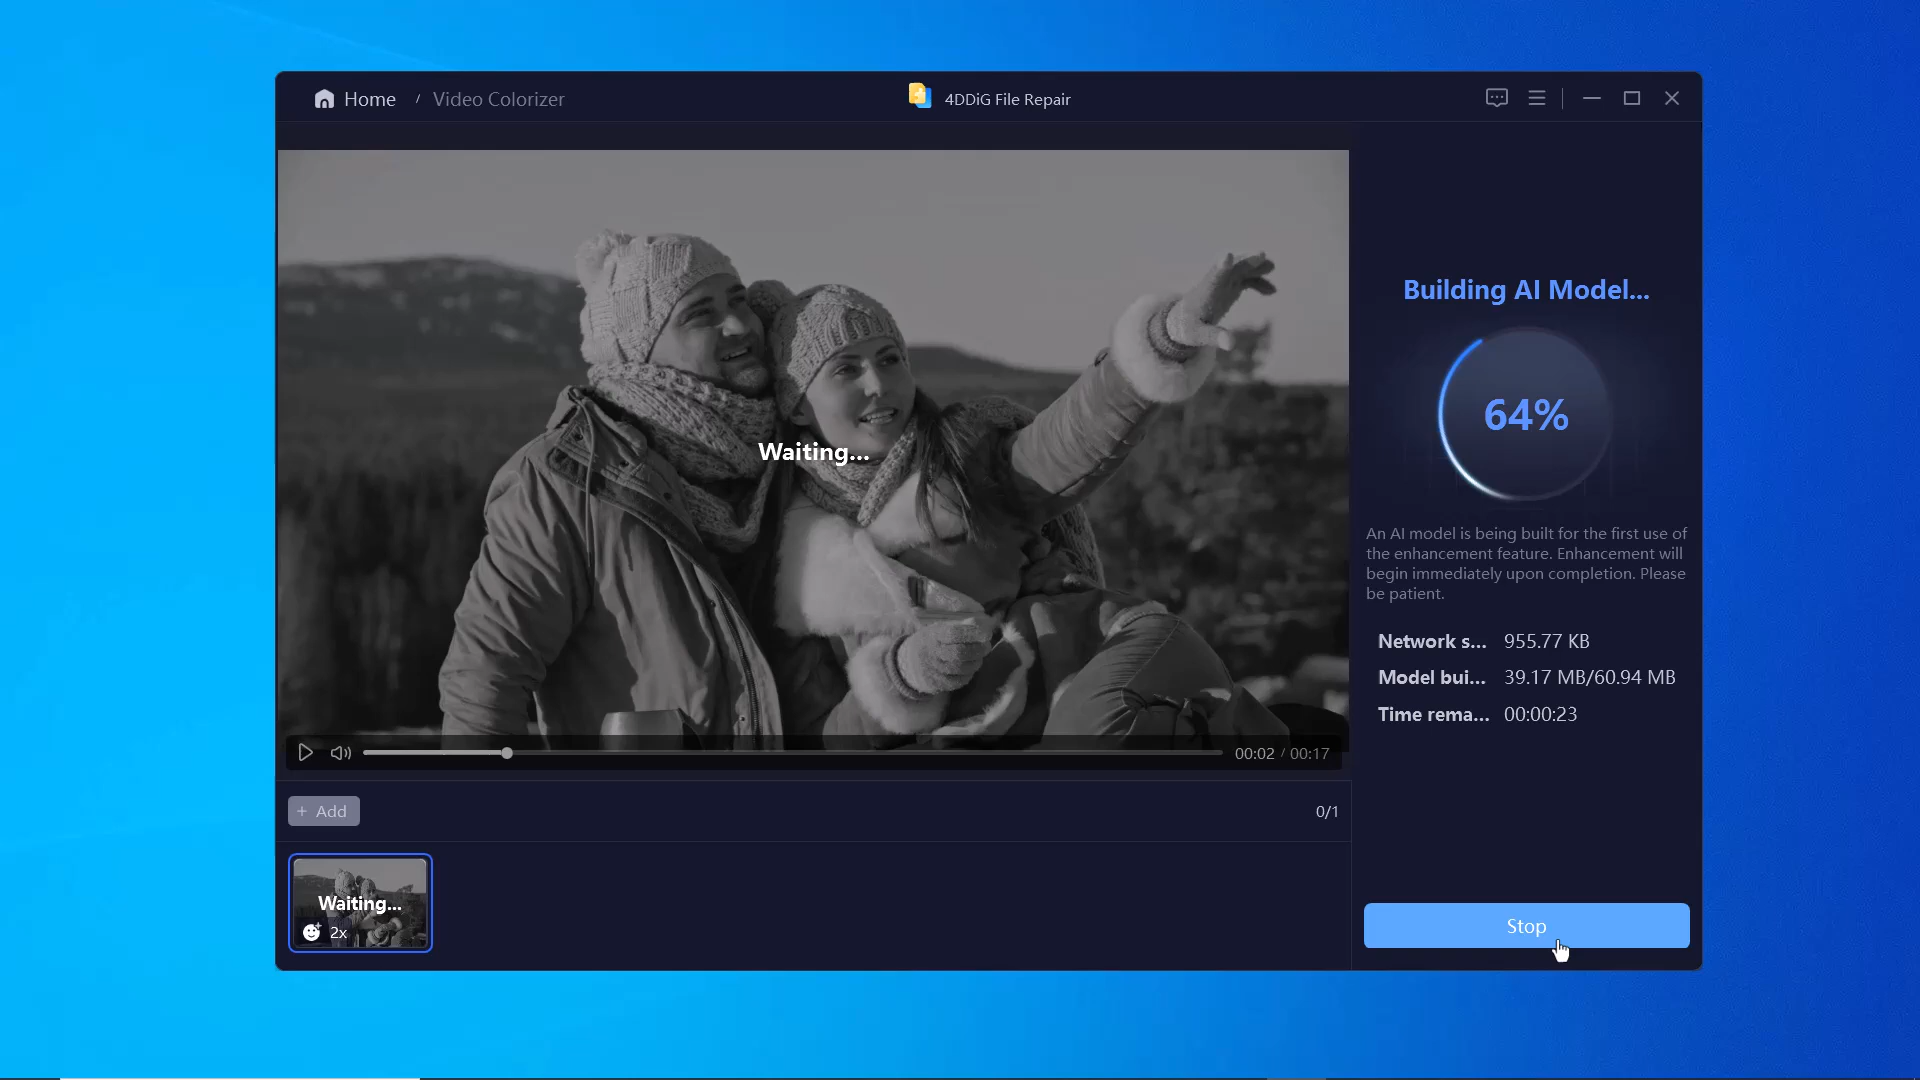 Home / Video Colorizer
4DDiG File Repair
Waiting...
00:02 / 00:17
+ Add
0/1
Waiting...
2x
Building AI Model...
64%
An AI model is being built for the first use of
the enhancement feature. Enhancement will
begin immediately upon completion. Please
be patient.
Network s... 955.77 KB
Model bui... 39.17 MB/60.94 MB
Time rema... 00:00:23
Stop